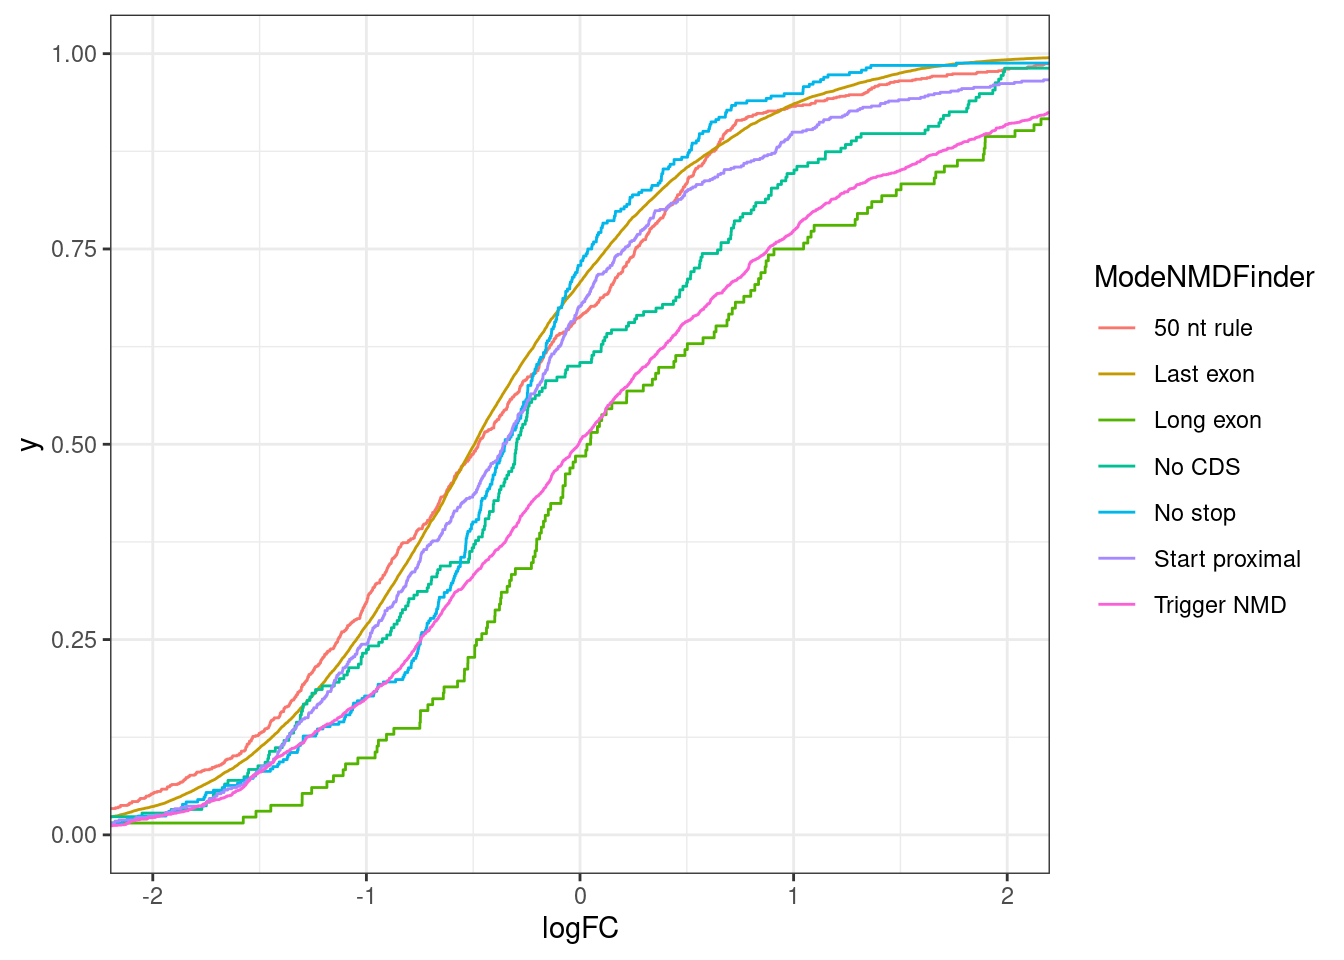 1.00
0.75
0.50
0.25
0.00
y
-2
-1
0
1
2
logFC
ModeNMDFinder
50 nt rule
Last exon
Long exon
No CDS
No stop
Start proximal
Trigger NMD